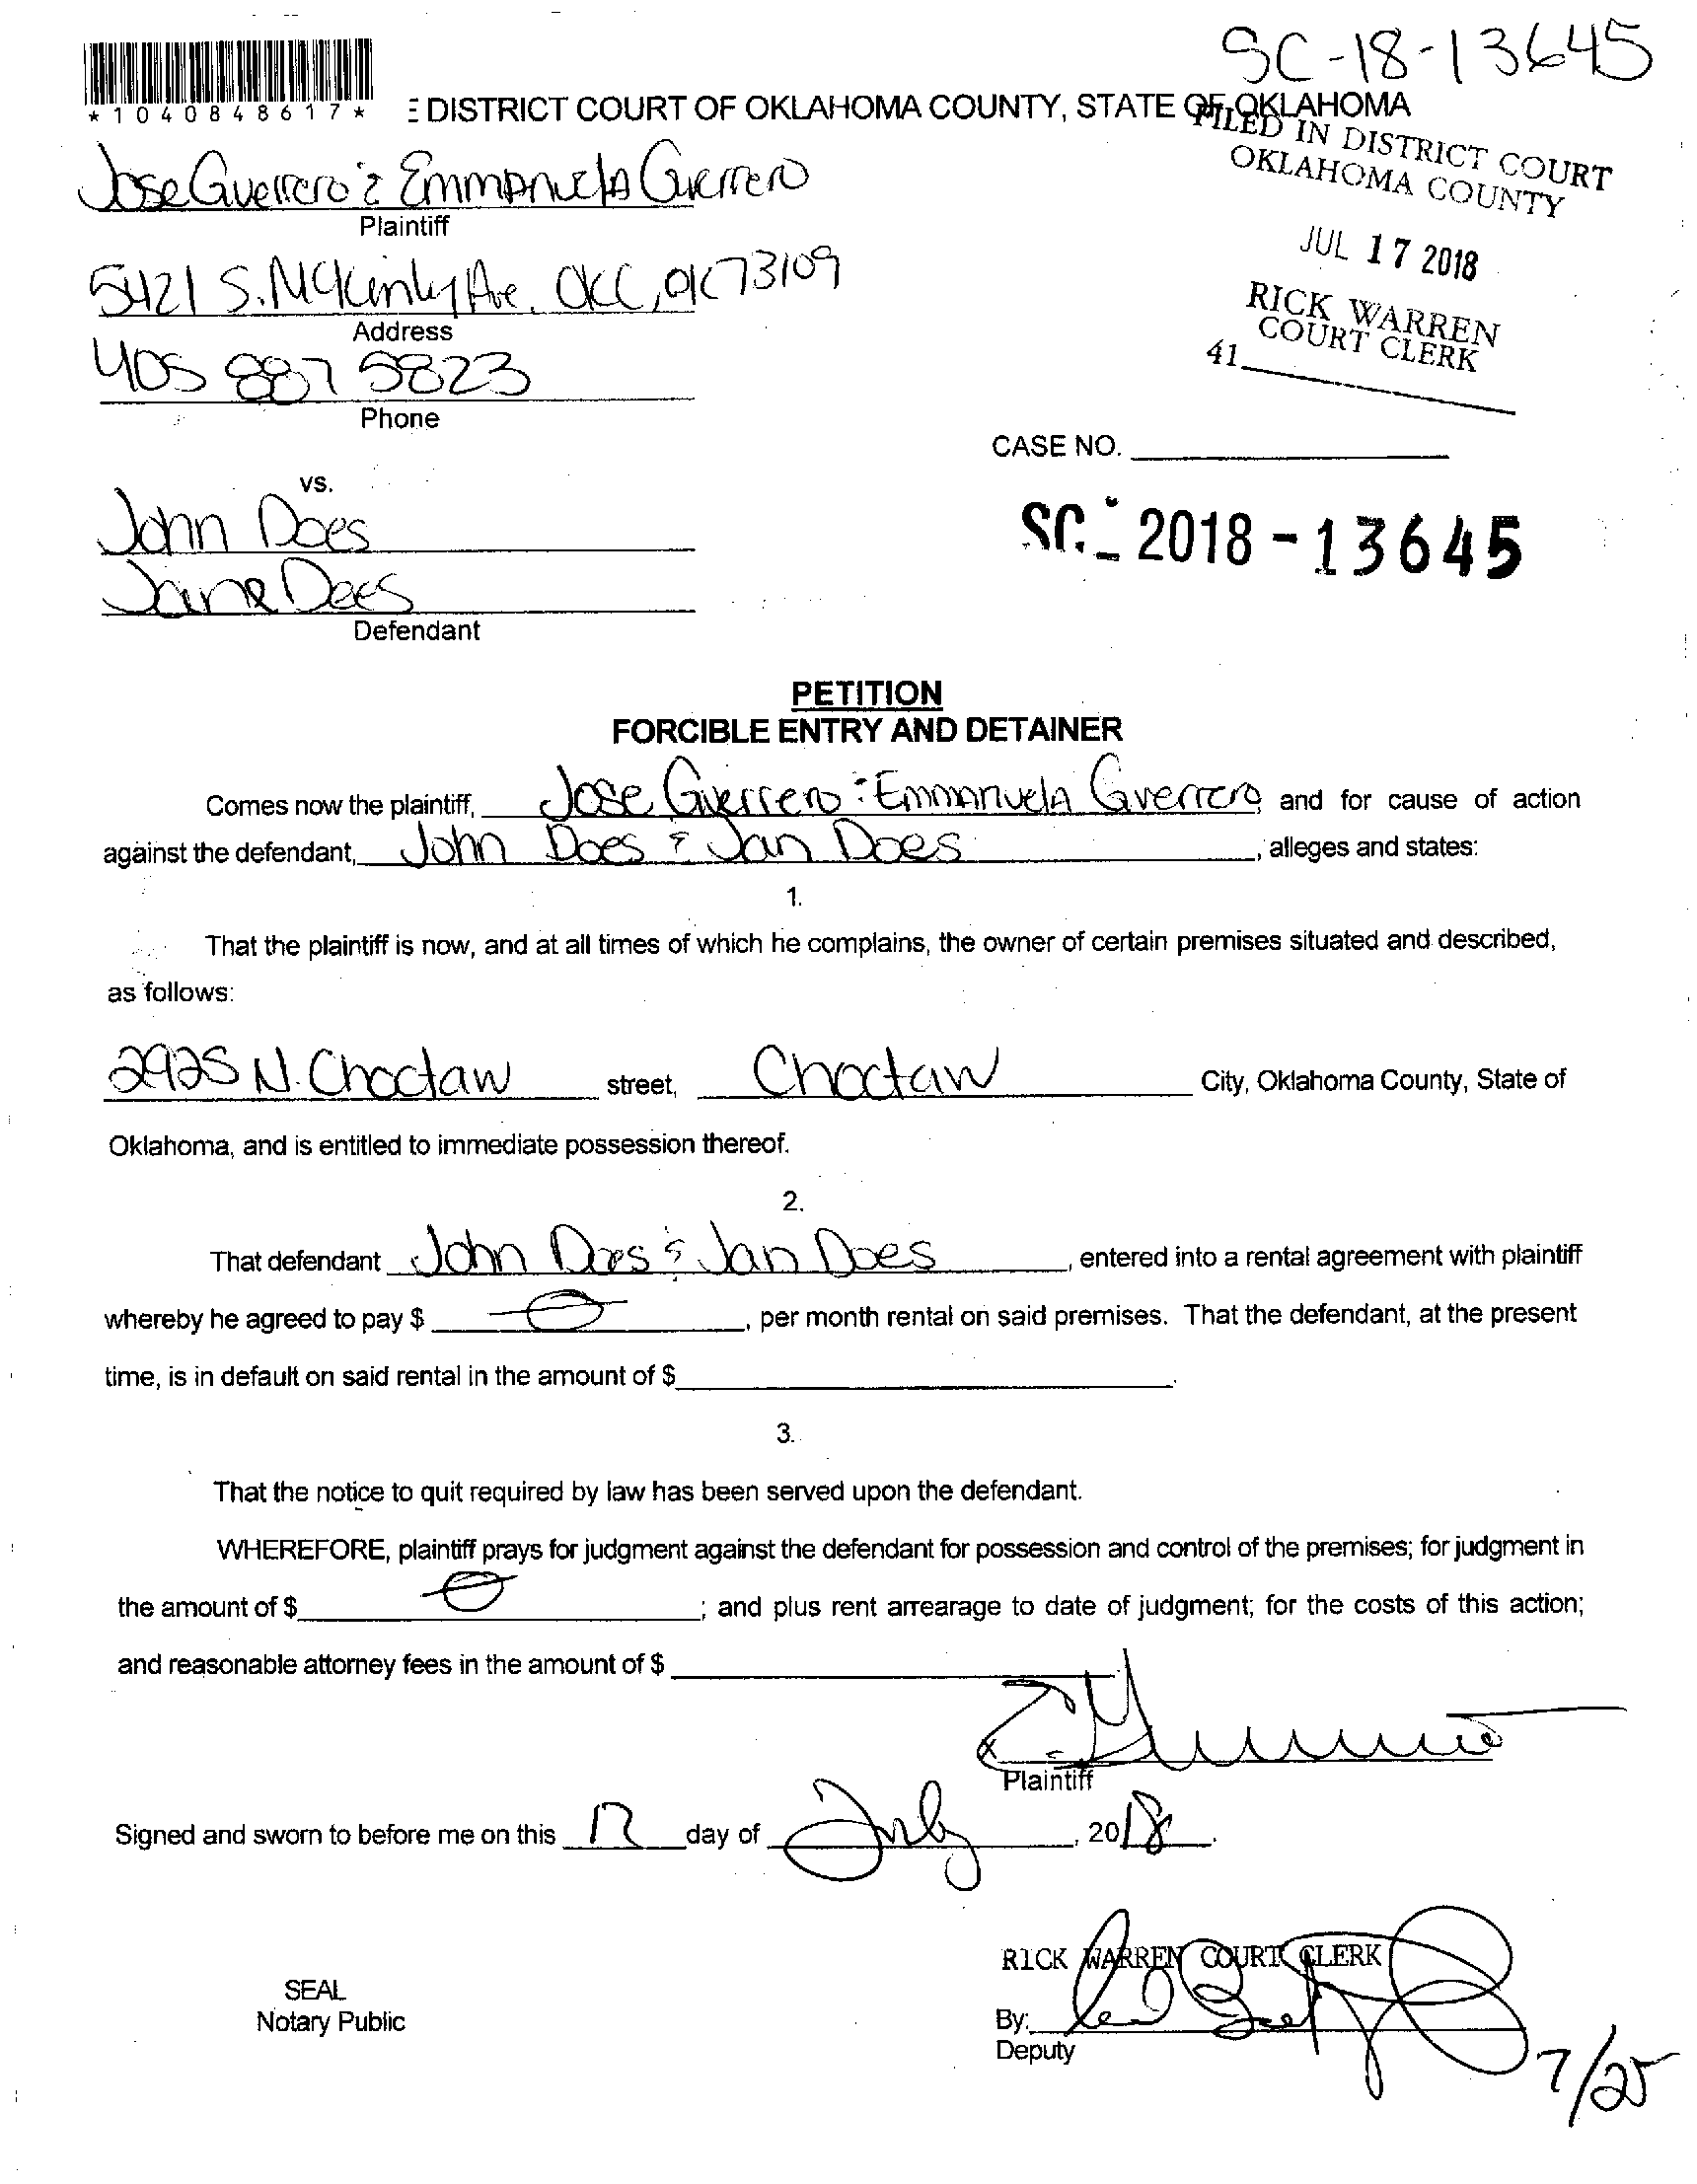 SC-18-13645
*1040848617*
E DISTRICT COURT OF OKLAHOMA COUNTY, STATE OF OKLAHOMA
FILED IN DISTRICT COURT
OKLAHOMA COUNTY
Jose Guerrero & Emmanuela Guerrero
Plaintiff
JUL 17 2018
5421 S. McKinly Ave. OKC, OK 73109
Address
RICK WARREN
COURT CLERK
41
405 887 5823
Phone
CASE NO.
vs.
John Does
SC-2018-13645
Jane Does
Defendant
PETITION
FORCIBLE ENTRY AND DETAINER
Comes now the plaintiff, Jose Guerrero & Emmanuela Guerrero and for cause of action
against the defendant, John Does & Jan Does, alleges and states:
1.
That the plaintiff is now, and at all times of which he complains, the owner of certain premises situated and described,
as follows:
2925 N. Choctaw street, Choctaw City, Oklahoma County, State of
Oklahoma, and is entitled to immediate possession thereof.
2.
That defendant John Does & Jan Does, entered into a rental agreement with plaintiff
whereby he agreed to pay $ 0, per month rental on said premises. That the defendant, at the present
time, is in default on said rental in the amount of $
3.
That the notice to quit required by law has been served upon the defendant.
WHEREFORE, plaintiff prays for judgment against the defendant for possession and control of the premises; for judgment in
the amount of $ 0; and plus rent arrearage to date of judgment; for the costs of this action;
and reasonable attorney fees in the amount of $
x
Plaintiff
Signed and sworn to before me on this 17 day of July, 2018.
RICK WARREN COURT CLERK
SEAL
Notary Public
By:
Deputy
7/25